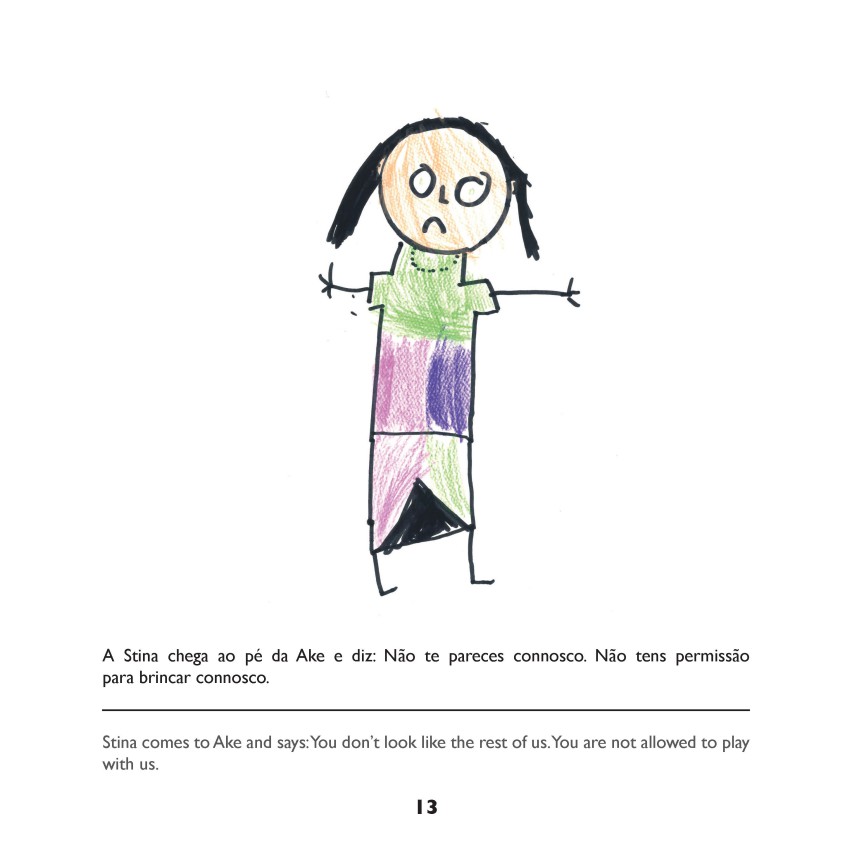 A Stina chega ao pé da Ake e diz: Não te pareces connosco. Não tens permissão
para brincar connosco.
Stina comes to Ake and says: You don't look like the rest of us. You are not allowed to play
with us.
13